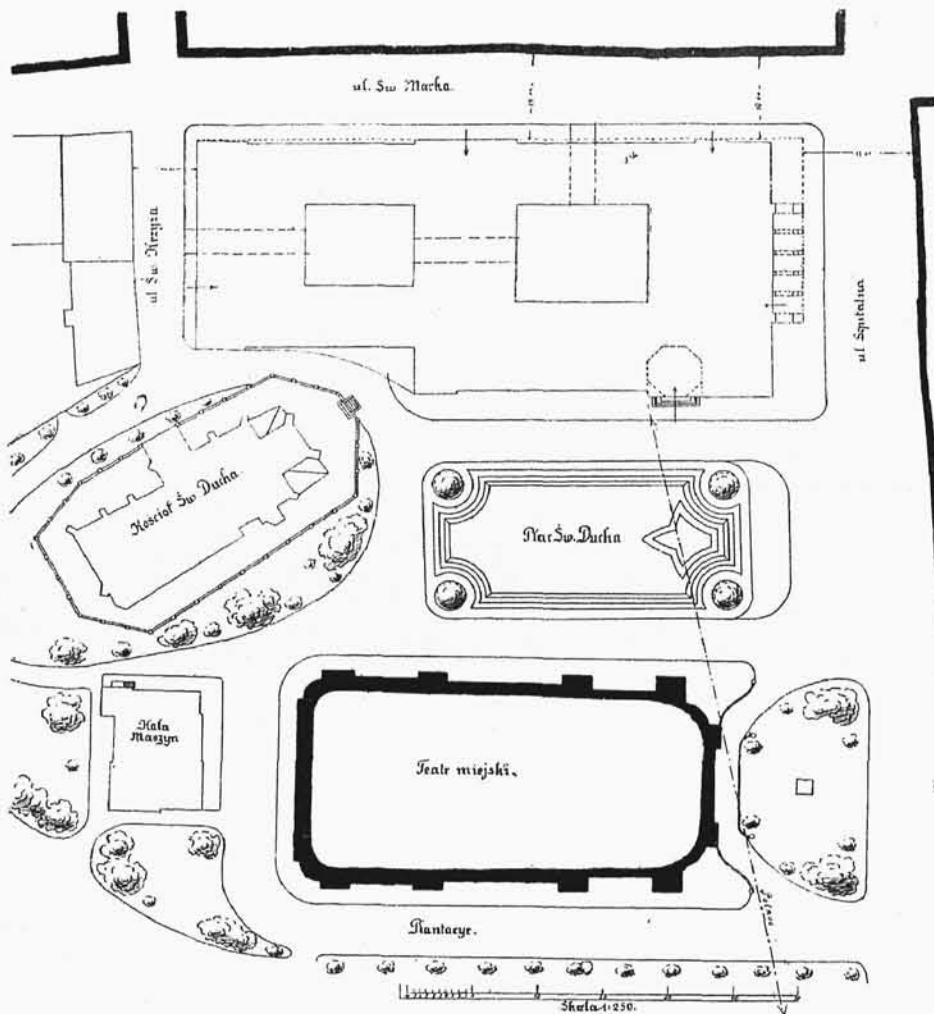 ul. Św Marka.
ul Św Krzyża
ul Szpitalna
Kościoł Św Ducha.
Plac Św. Ducha
Hala
Maszyn
Teatr miejski.
Plantacye.
Skala 1:250.